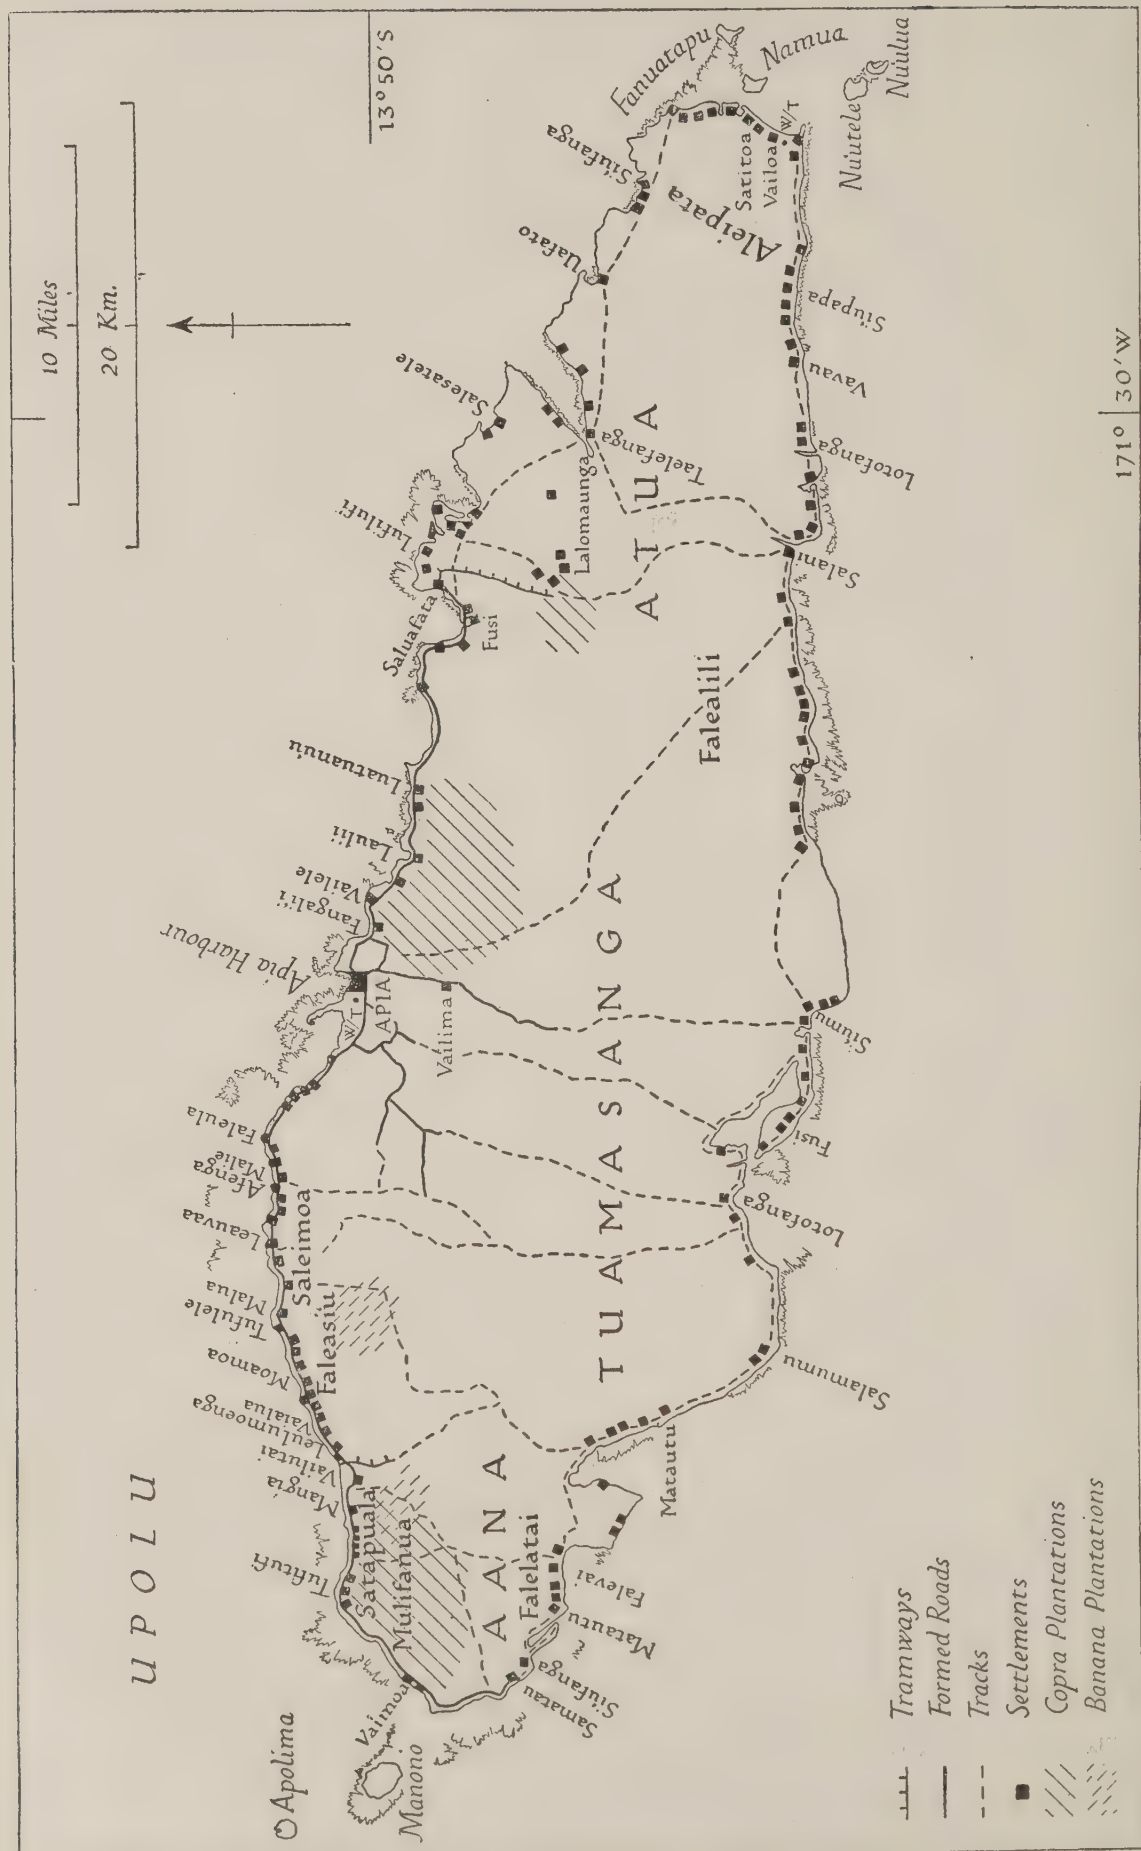 UPOLU
10 Miles
20 Km.
13° 50′S
171° 30′W
Apolima
Manono
Vaimoa
Tufitufi
Mangia
Vailutai
Leulumoenga
Vaialua
Moamoa
Tufulele
Malua
Leauvaa
Afenga
Malie
Faleula
W/T
APIA
Apia Harbour
Fangalii
Vailele
Laulii
Luatuanuu
Saluafata
Fusi
Lufilufi
Salesatele
Uafato
Siufanga
Fanuatapu
Namua
Nuutele
Nuulua
Satapuala
Mulifanua
Faleasiu
Saleimoa
Vailima
Lalomaunga
Taelefanga
Aleipata
Satitoa
Vailoa
W/T
AANA
TUAMASANGA
ATUA
Falealili
Falelatai
Samatau
Siufanga
Matautu
Falevai
Matautu
Salamumu
Lotofanga
Fusi
Siumu
Salani
Lotofanga
Vavau
Siupapa
Tramways
Formed Roads
Tracks
Settlements
Copra Plantations
Banana Plantations